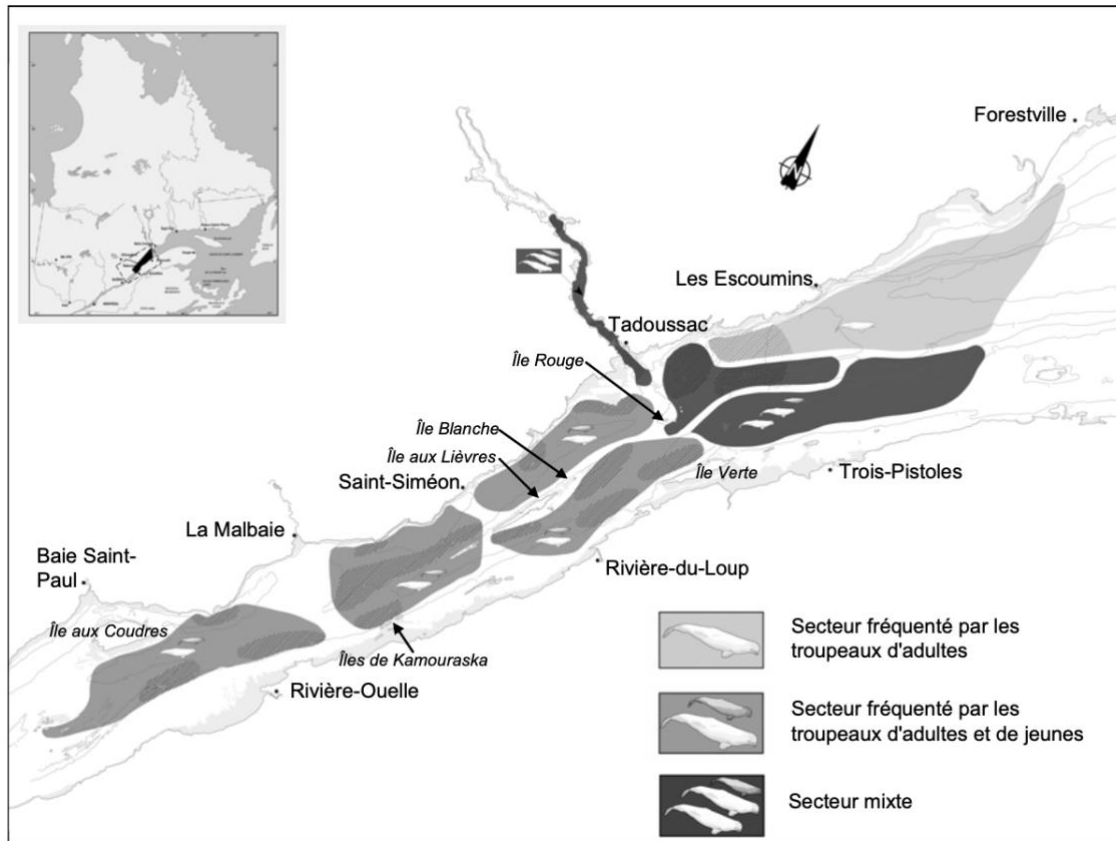 Forestville
Les Escoumins
Tadoussac
Île Rouge
Île Blanche
Île aux Lièvres
Saint-Siméon
Île Verte
Trois-Pistoles
La Malbaie
Rivière-du-Loup
Baie Saint-
Paul
Île aux Coudres
Îles de Kamouraska
Rivière-Ouelle
N
Secteur fréquenté par les
troupeaux d'adultes
Secteur fréquenté par les
troupeaux d'adultes et de jeunes
Secteur mixte